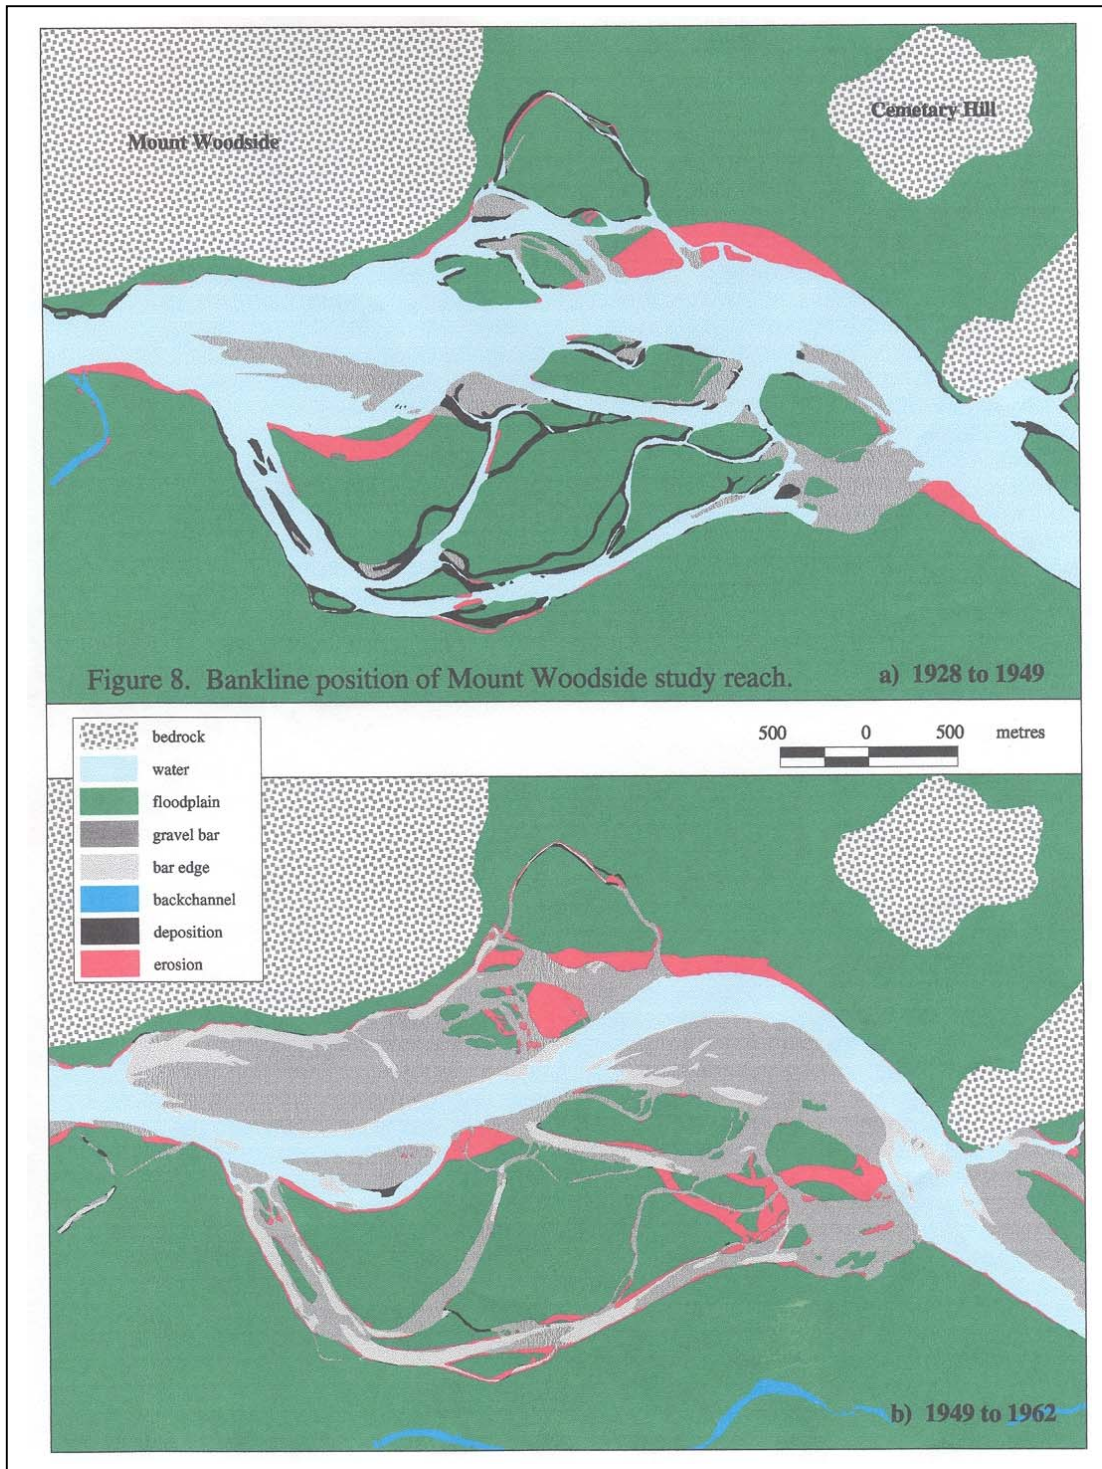 Mount Woodside
Cemetary Hill
Figure 8. Bankline position of Mount Woodside study reach.
a) 1928 to 1949
bedrock
water
floodplain
gravel bar
bar edge
backchannel
deposition
erosion
500 0 500 metres
b) 1949 to 1962